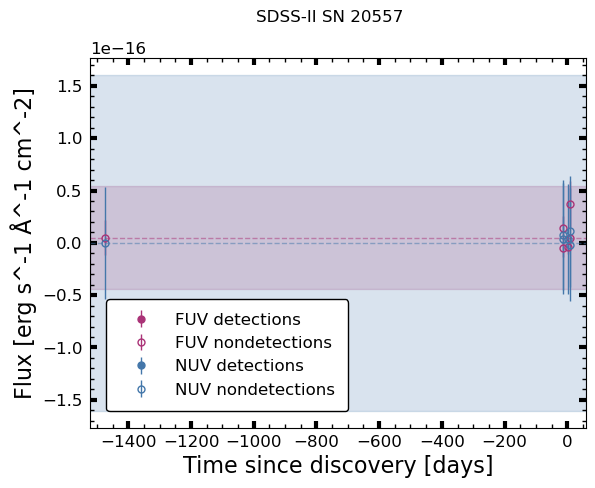 SDSS-II SN 20557
1e−16
1.5
1.0
0.5
0.0
−0.5
−1.0
−1.5
Flux [erg s^-1 Å^-1 cm^-2]
FUV detections
FUV nondetections
NUV detections
NUV nondetections
−1400 −1200 −1000 −800 −600 −400 −200 0
Time since discovery [days]